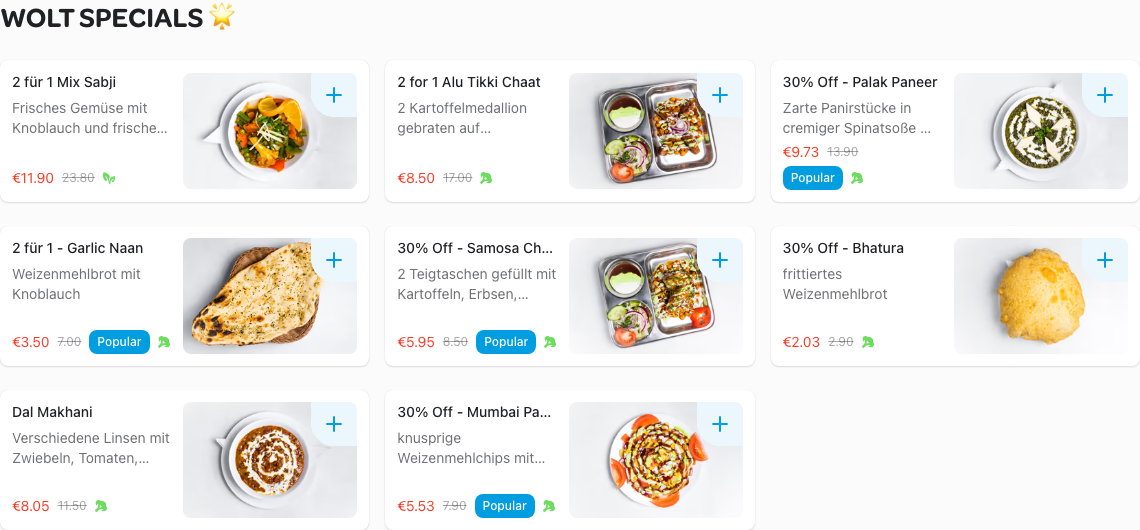 WOLT SPECIALS 🌟
2 für 1 Mix Sabji
Frisches Gemüse mit
Knoblauch und frische...
€11.90 23.80
2 for 1 Alu Tikki Chaat
2 Kartoffelmedallion
gebraten auf...
€8.50 17.00
30% Off - Palak Paneer
Zarte Panirstücke in
cremiger Spinatsoße ...
€9.73 13.90
Popular
2 für 1 - Garlic Naan
Weizenmehlbrot mit
Knoblauch
€3.50 7.00 Popular
30% Off - Samosa Ch...
2 Teigtaschen gefüllt mit
Kartoffeln, Erbsen,...
€5.95 8.50 Popular
30% Off - Bhatura
frittiertes
Weizenmehlbrot
€2.03 2.90
Dal Makhani
Verschiedene Linsen mit
Zwiebeln, Tomaten,...
€8.05 11.50
30% Off - Mumbai Pa...
knusprige
Weizenmehlchips mit...
€5.53 7.90 Popular